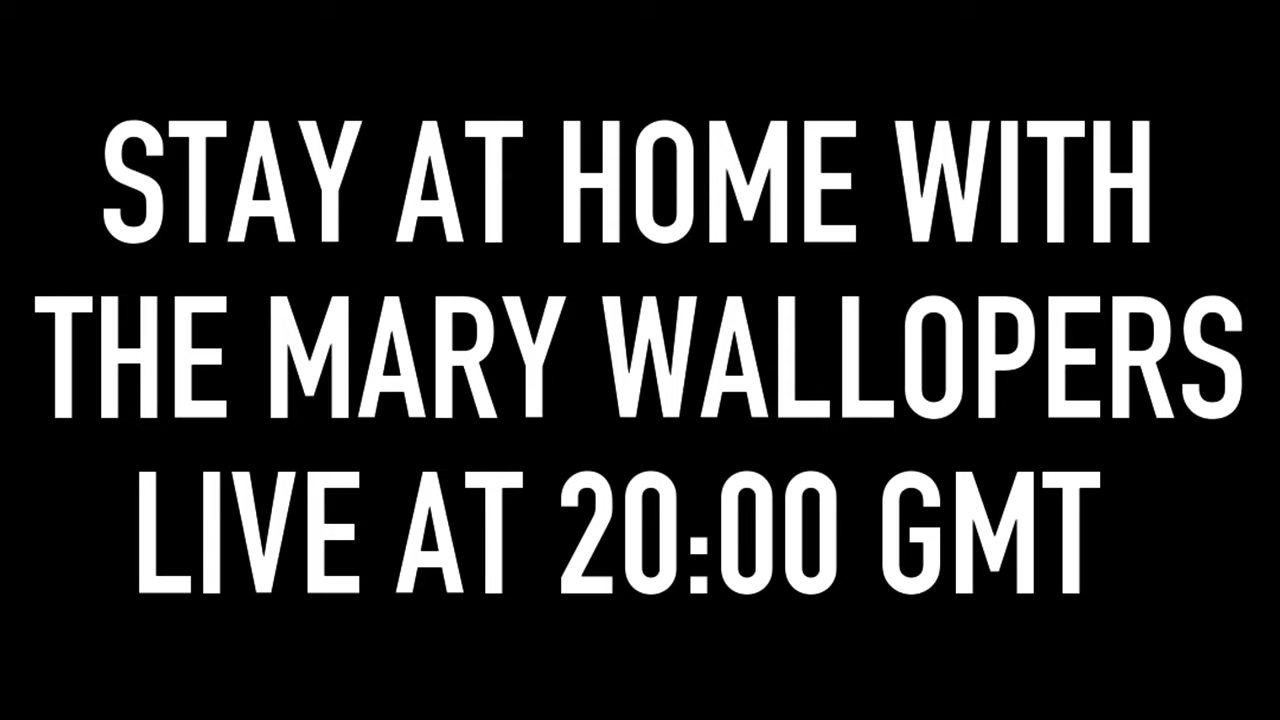 STAY AT HOME WITH
THE MARY WALLOPERS
LIVE AT 20:00 GMT